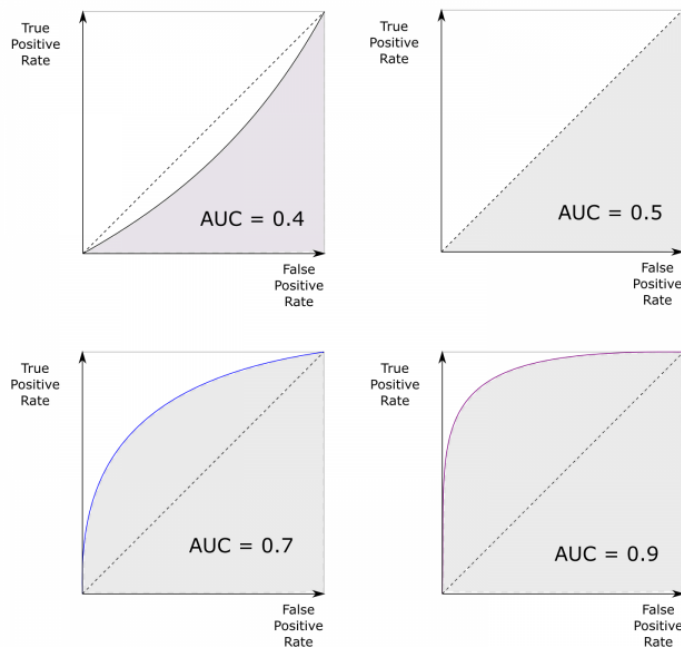 True
Positive
Rate
AUC = 0.4
False
Positive
Rate
True
Positive
Rate
AUC = 0.5
False
Positive
Rate
True
Positive
Rate
AUC = 0.7
False
Positive
Rate
True
Positive
Rate
AUC = 0.9
False
Positive
Rate